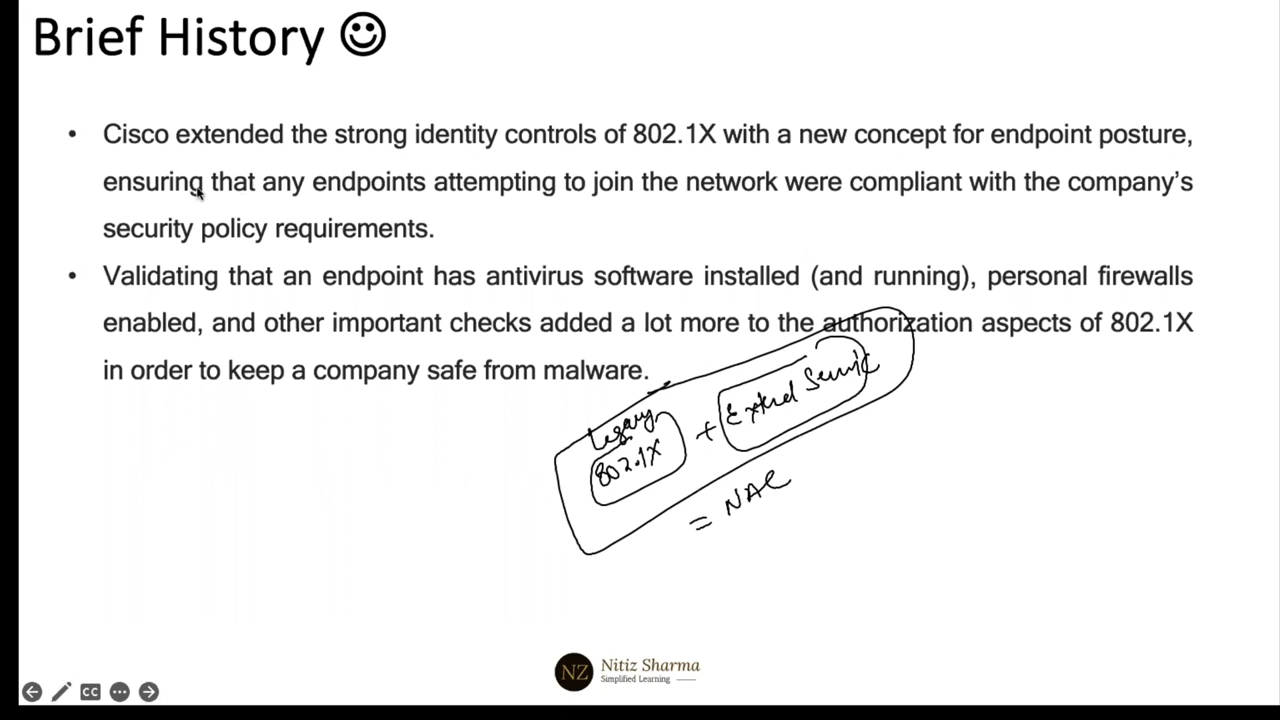 Brief History
• Cisco extended the strong identity controls of 802.1X with a new concept for endpoint posture,
ensuring that any endpoints attempting to join the network were compliant with the company's
security policy requirements.
• Validating that an endpoint has antivirus software installed (and running), personal firewalls
enabled, and other important checks added a lot more to the authorization aspects of 802.1X
in order to keep a company safe from malware.
Legacy
802.1X + Service
= NAC
NZ
Nitiz Sharma
Simplified Learning
CC